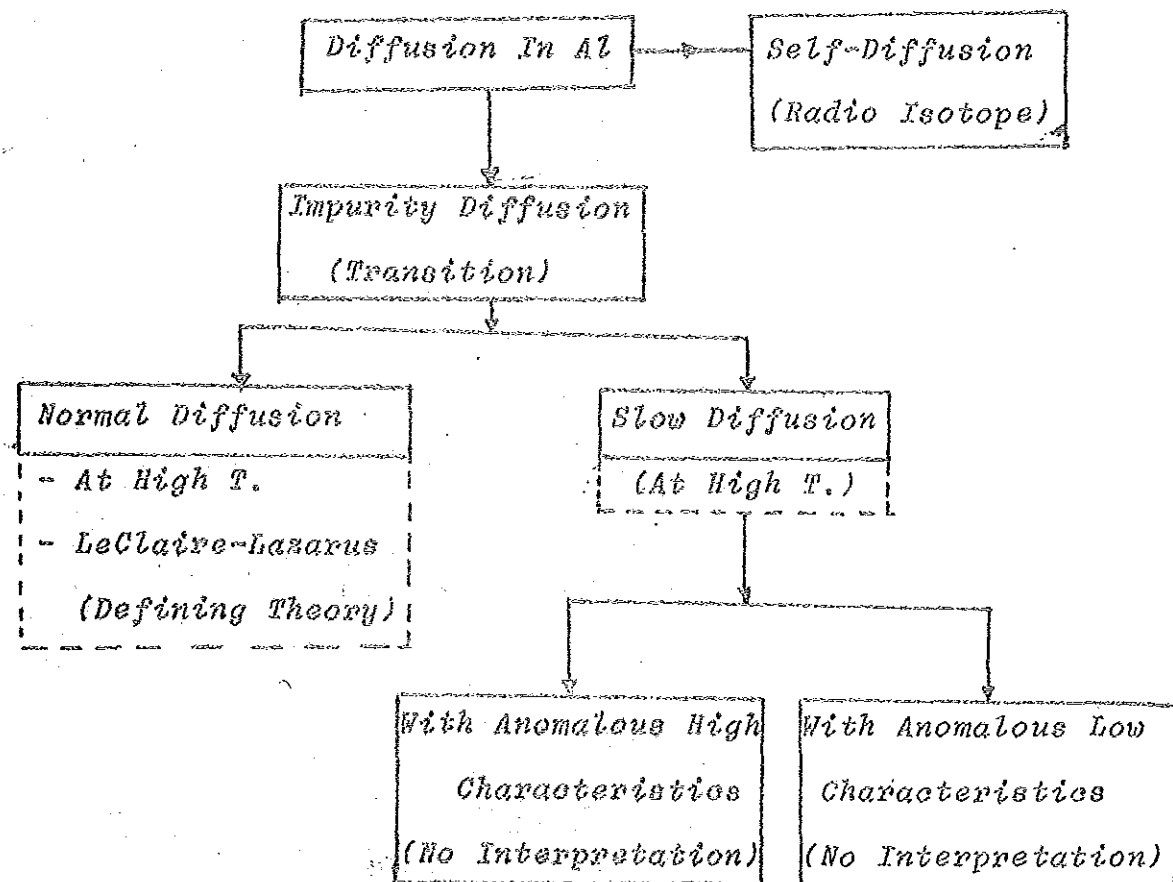 Diffusion In Al
Self-Diffusion
(Radio Isotope)
Impurity Diffusion
(Transition)
Normal Diffusion
- At High T.
- LeClaire-Lazarus
(Defining Theory)
Slow Diffusion
(At High T.)
With Anomalous High
Characteristics
(No Interpretation)
With Anomalous Low
Characteristics
(No Interpretation)